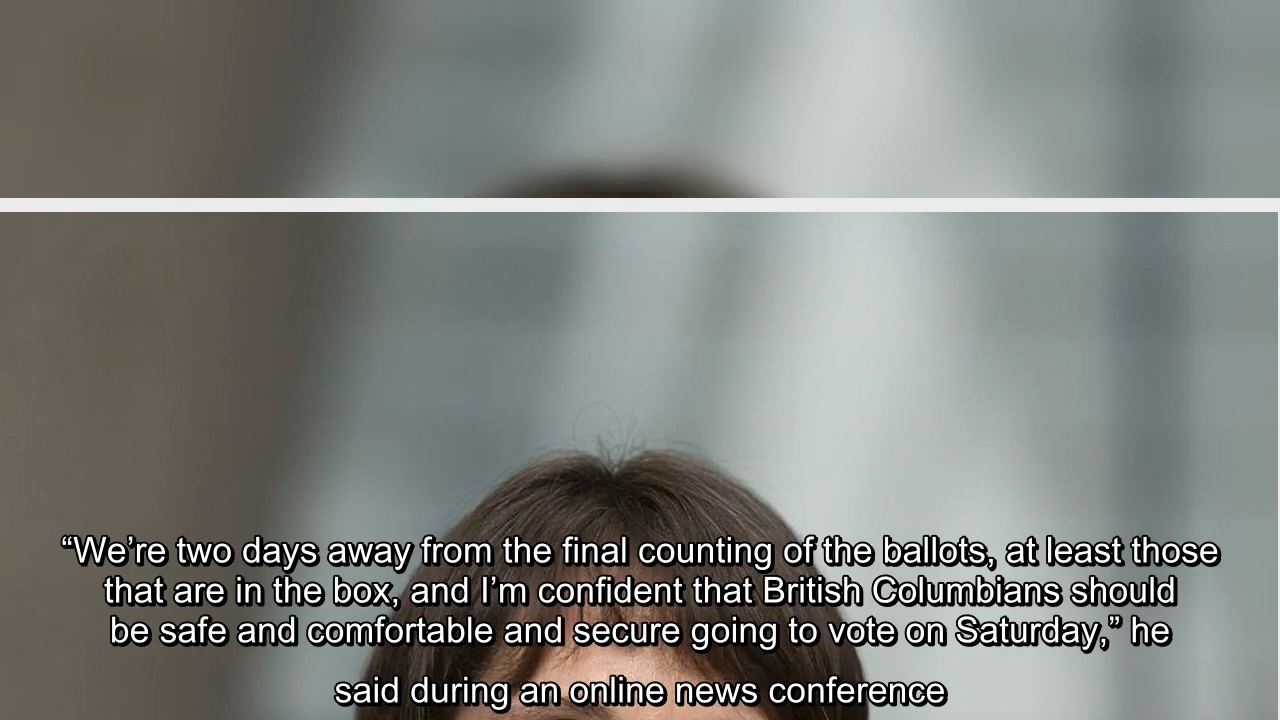 “We’re two days away from the final counting of the ballots, at least those
that are in the box, and I’m confident that British Columbians should
be safe and comfortable and secure going to vote on Saturday,” he
said during an online news conference